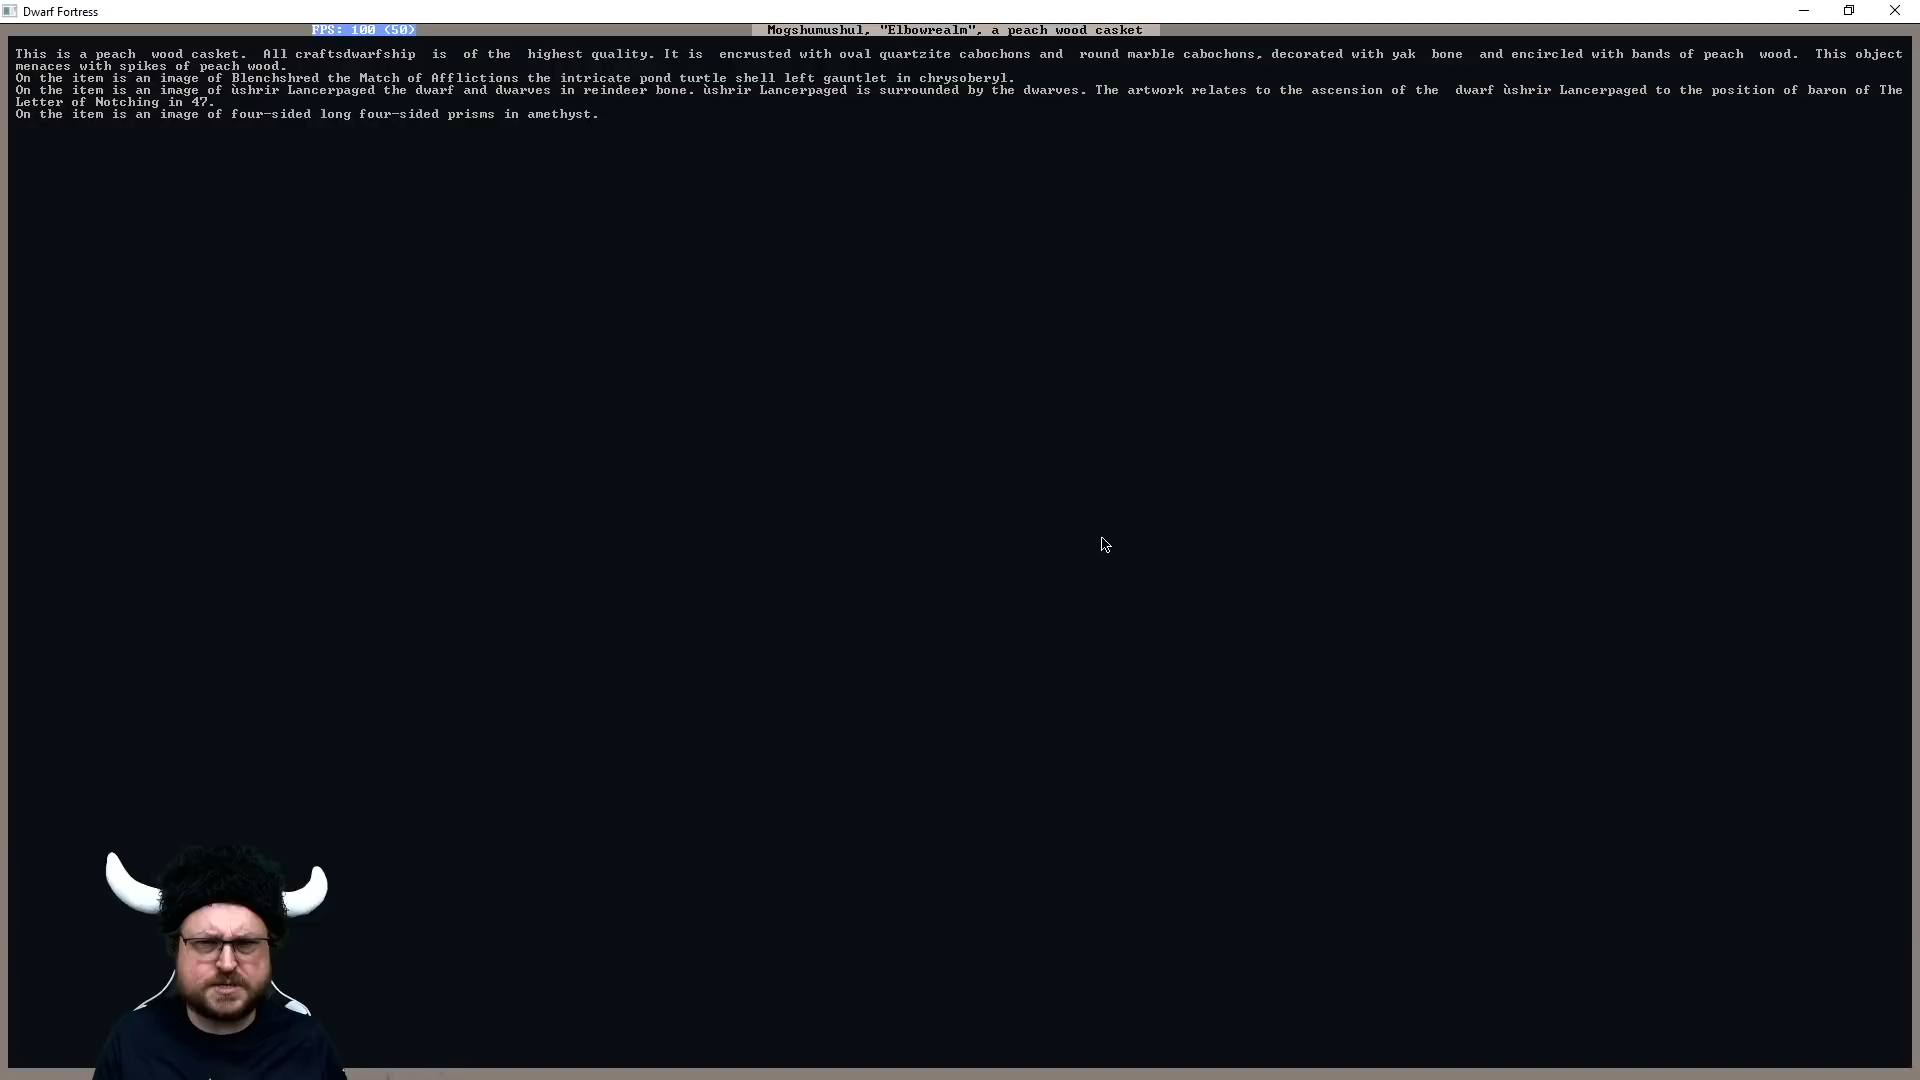 Dwarf Fortress
FPS: 100 (50)
Mogshumushul, "Elbowrealm", a peach wood casket
This is a peach wood casket. All craftsdwarfship is of the highest quality. It is encrusted with oval quartzite cabochons and round marble cabochons, decorated with yak bone and encircled with bands of peach wood. This object
menaces with spikes of peach wood.
On the item is an image of Blenchshred the Match of Afflictions the intricate pond turtle shell left gauntlet in chrysoberyl.
On the item is an image of ùshrir Lancerpaged the dwarf and dwarves in reindeer bone. ùshrir Lancerpaged is surrounded by the dwarves. The artwork relates to the ascension of the dwarf ùshrir Lancerpaged to the position of baron of The
Letter of Notching in 47.
On the item is an image of four-sided long four-sided prisms in amethyst.